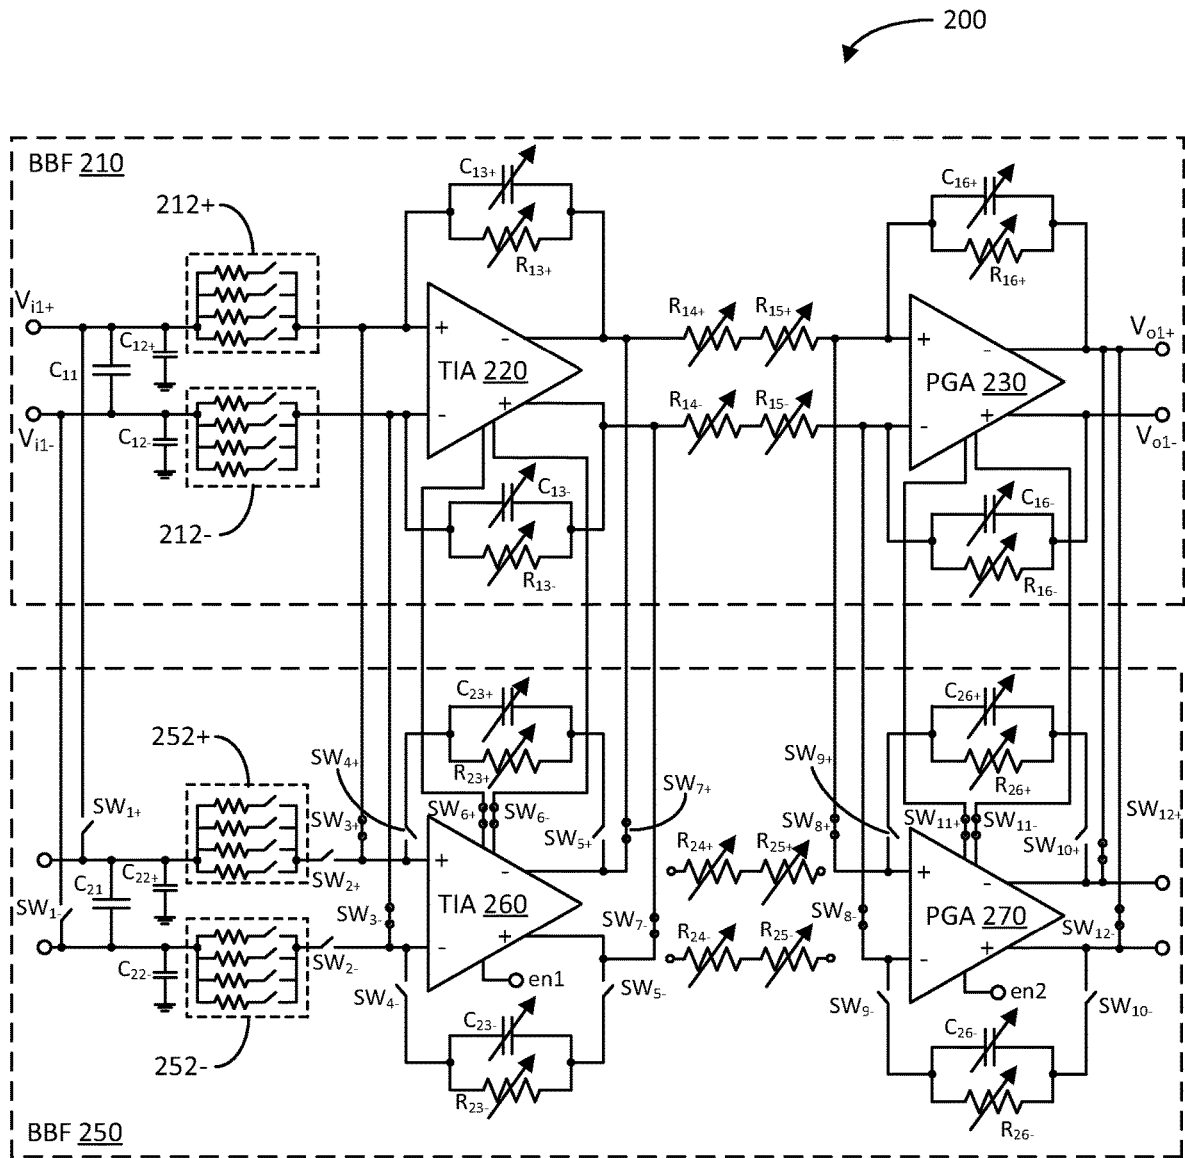 200
BBF 210
212+
C13+
R13+
C16+
R16+
Vi1+
C12+
C11
Vi1-
C12-
212-
+
-
TIA 220
-
+
R14+
R15+
R14-
R15-
+
-
PGA 230
-
+
Vo1+
Vo1-
C13-
R13-
C16-
R16-
252+
C23+
R23+
C26+
R26+
SW1+
SW1-
SW2+
SW2-
SW3+
SW3-
SW4+
SW4-
SW5+
SW5-
SW6+
SW6-
SW7+
SW7-
SW8+
SW8-
SW9+
SW9-
SW10+
SW10-
SW11+
SW11-
SW12+
SW12-
C21
C22+
C22-
+
-
TIA 260
-
+
en1
R24+
R25+
R24-
R25-
+
-
PGA 270
-
+
en2
C23-
R23-
C26-
R26-
252-
BBF 250